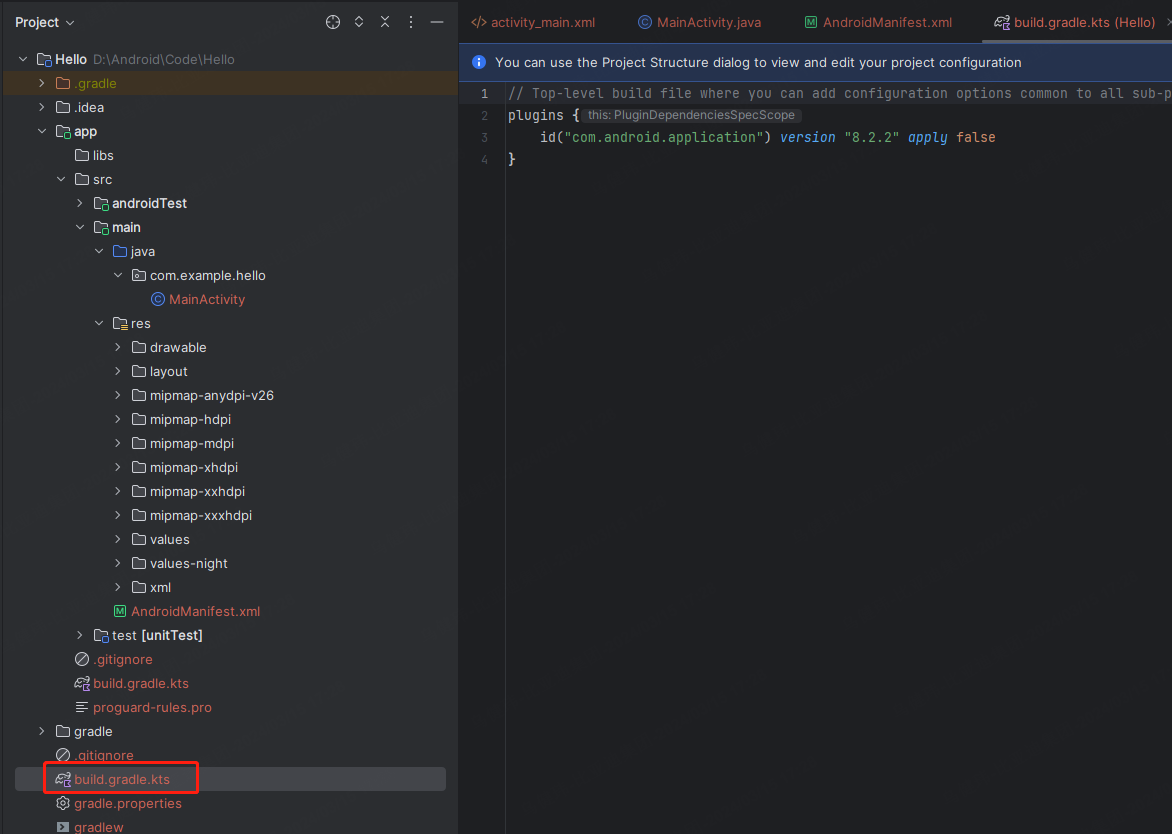 Project
Hello D:\Android\Code\Hello
.gradle
.idea
app
libs
src
androidTest
main
java
com.example.hello
MainActivity
res
drawable
layout
mipmap-anydpi-v26
mipmap-hdpi
mipmap-mdpi
mipmap-xhdpi
mipmap-xxhdpi
mipmap-xxxhdpi
values
values-night
xml
AndroidManifest.xml
test [unitTest]
.gitignore
build.gradle.kts
proguard-rules.pro
gradle
.gitignore
build.gradle.kts
gradle.properties
gradlew
activity_main.xml MainActivity.java AndroidManifest.xml build.gradle.kts (Hello)
You can use the Project Structure dialog to view and edit your project configuration
1 // Top-level build file where you can add configuration options common to all sub-p
2 plugins { this: PluginDependenciesSpecScope
3 id("com.android.application") version "8.2.2" apply false
4 }